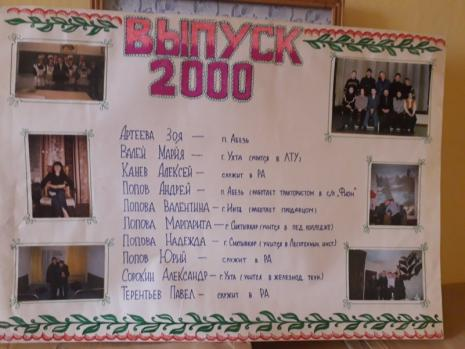 ВЫПУСК
2000
АРТЕЕВА ЗОЯ — п. АБЕЗЬ
ВАЛЕЙ МАРИЯ — г. УХТА (УЧИТСЯ В ЛТУ)
КАНЕВ АЛЕКСЕЙ — СЛУЖИТ В РА
ПОПОВ АНДРЕЙ — п. АБЕЗЬ (РАБОТАЕТ ТРАКТОРИСТОМ В С/О "ФИОН"
ПОПОВА ВАЛЕНТИНА — г. ИНТА (РАБОТАЕТ ПРОДАВЦОМ)
ПОПОВА МАРГАРИТА — г. СЫКТЫВКАР (УЧИТСЯ В ПЕД. КОЛЛЕДЖЕ)
ПОПОВА НАДЕЖДА — г. СЫКТЫВКАР (УЧИТСЯ В ЛЕСОТЕХНИЧ. ИНСТ.)
ПОПОВ ЮРИЙ — СЛУЖИТ В РА
СОРОКИН АЛЕКСАНДР — г. УХТА (УЧИТСЯ В ЖЕЛЕЗНОД. ТЕХН.)
ТЕРЕНТЬЕВ ПАВЕЛ — СЛУЖИТ В РА